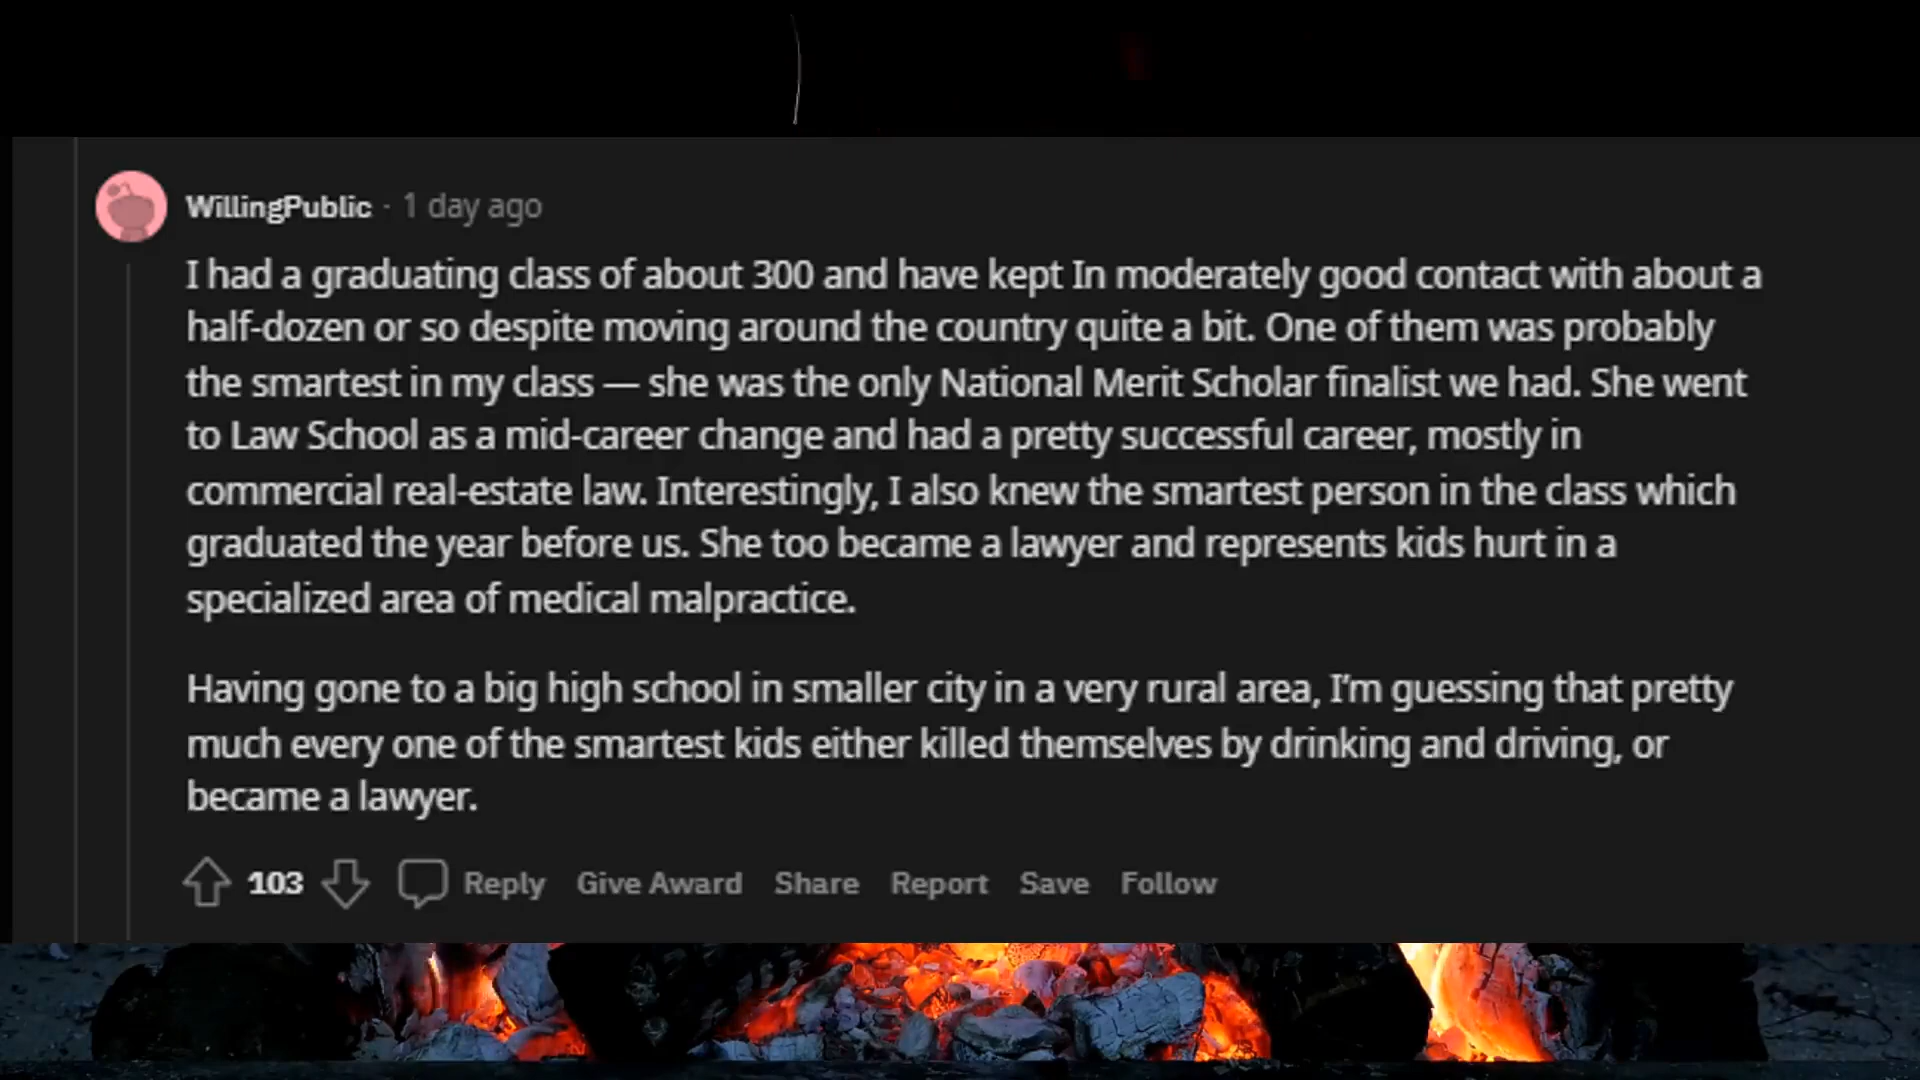 WillingPublic · 1 day ago
I had a graduating class of about 300 and have kept In moderately good contact with about a
half-dozen or so despite moving around the country quite a bit. One of them was probably
the smartest in my class — she was the only National Merit Scholar finalist we had. She went
to Law School as a mid-career change and had a pretty successful career, mostly in
commercial real-estate law. Interestingly, I also knew the smartest person in the class which
graduated the year before us. She too became a lawyer and represents kids hurt in a
specialized area of medical malpractice.
Having gone to a big high school in smaller city in a very rural area, I'm guessing that pretty
much every one of the smartest kids either killed themselves by drinking and driving, or
became a lawyer.
103 Reply Give Award Share Report Save Follow